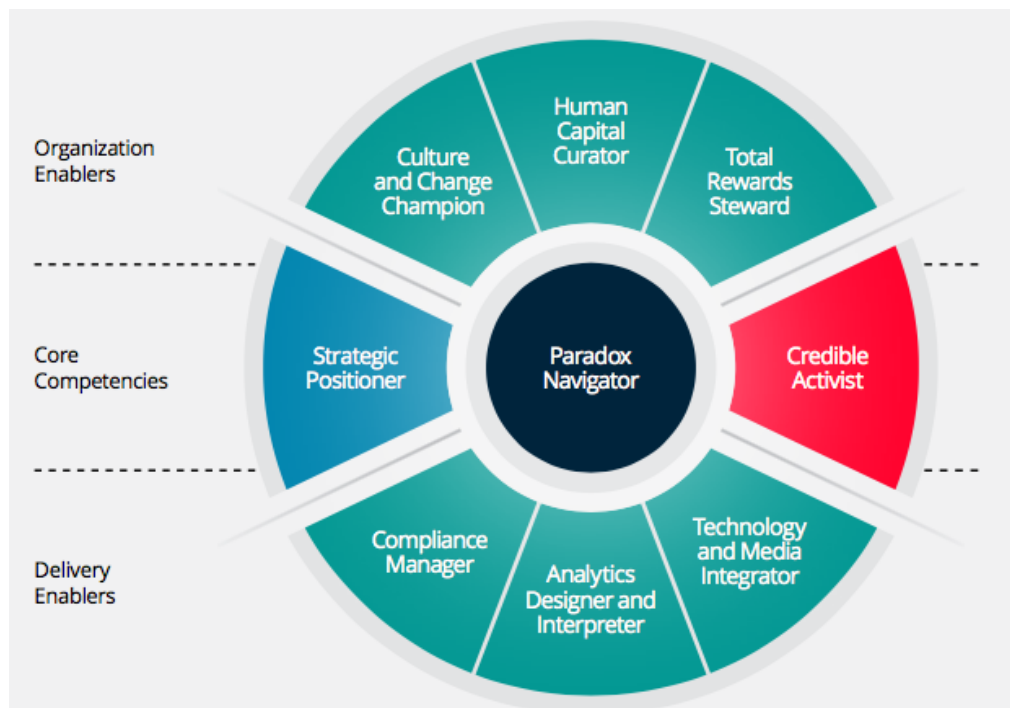 Organization
Enablers
Culture
and Change
Champion
Human
Capital
Curator
Total
Rewards
Steward
Core
Competencies
Strategic
Positioner
Paradox
Navigator
Credible
Activist
Delivery
Enablers
Compliance
Manager
Analytics
Designer and
Interpreter
Technology
and Media
Integrator